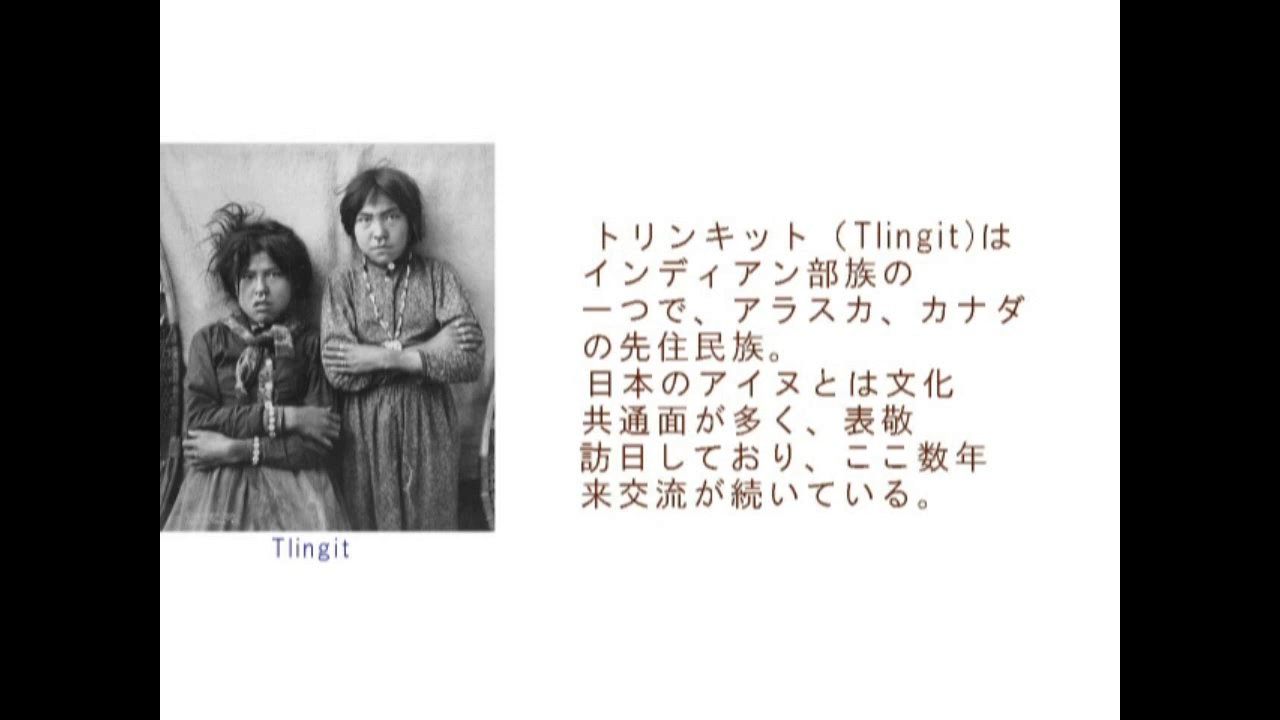 トリンキット（Tlingit)は
インディアン部族の
一つで、アラスカ、カナダ
の先住民族。
日本のアイヌとは文化
共通面が多く、表敬
訪日しており、ここ数年
来交流が続いている。
Tlingit